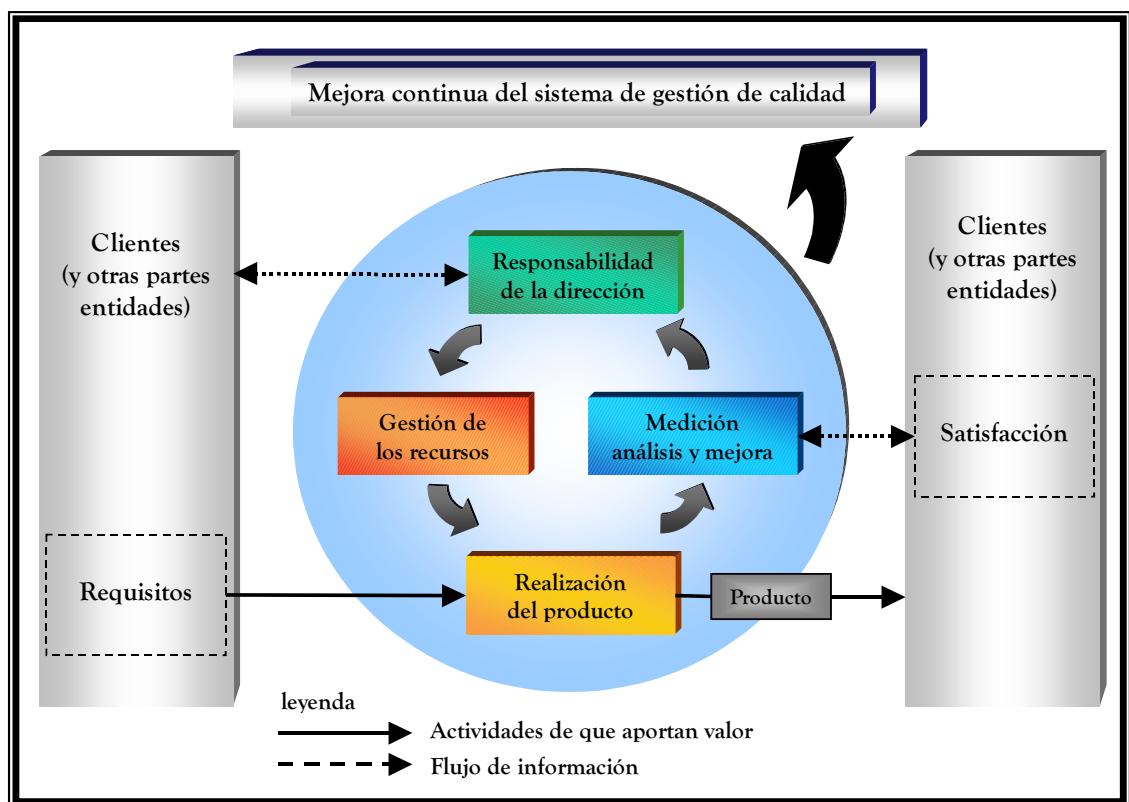 Mejora continua del sistema de gestión de calidad
Clientes
(y otras partes
entidades)
Requisitos
Responsabilidad
de la dirección
Gestión de
los recursos
Medición
análisis y mejora
Realización
del producto
Producto
Clientes
(y otras partes
entidades)
Satisfacción
leyenda
Actividades de que aportan valor
Flujo de información